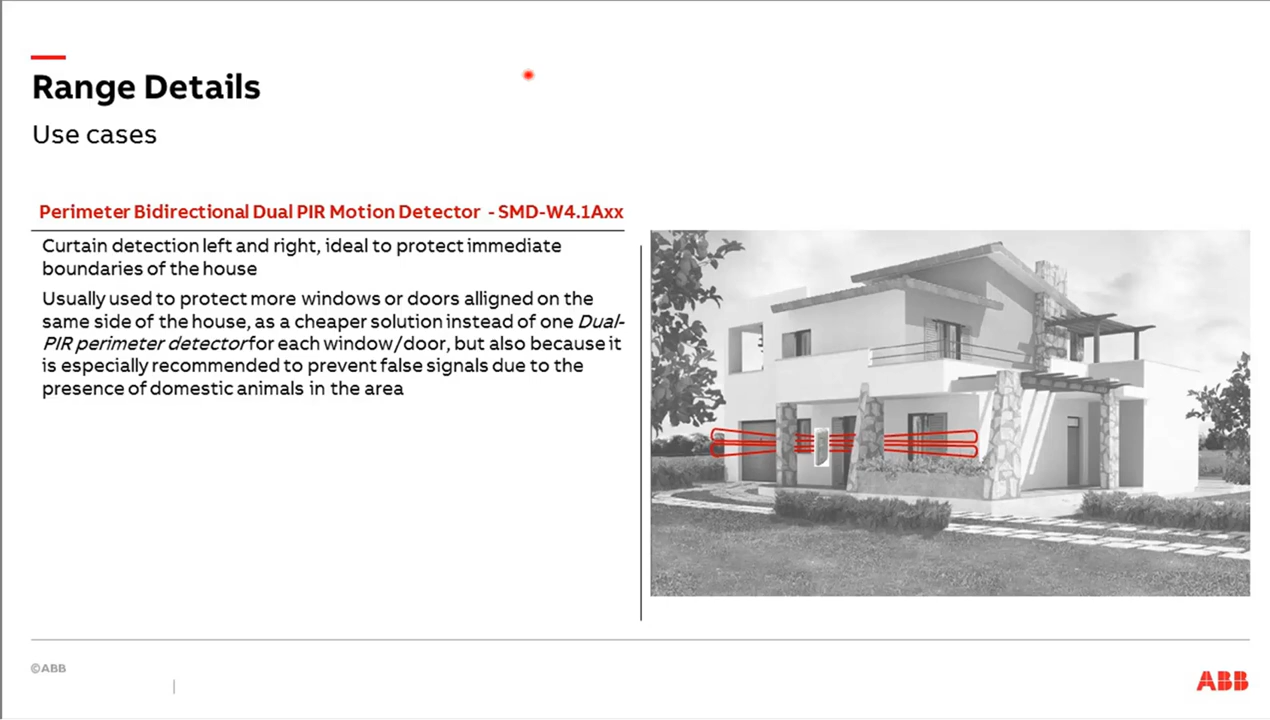 Range Details
Use cases
Perimeter Bidirectional Dual PIR Motion Detector - SMD-W4.1Axx
Curtain detection left and right, ideal to protect immediate
boundaries of the house
Usually used to protect more windows or doors alligned on the
same side of the house, as a cheaper solution instead of one Dual-
PIR perimeter detector for each window/door, but also because it
is especially recommended to prevent false signals due to the
presence of domestic animals in the area
©ABB
ABB